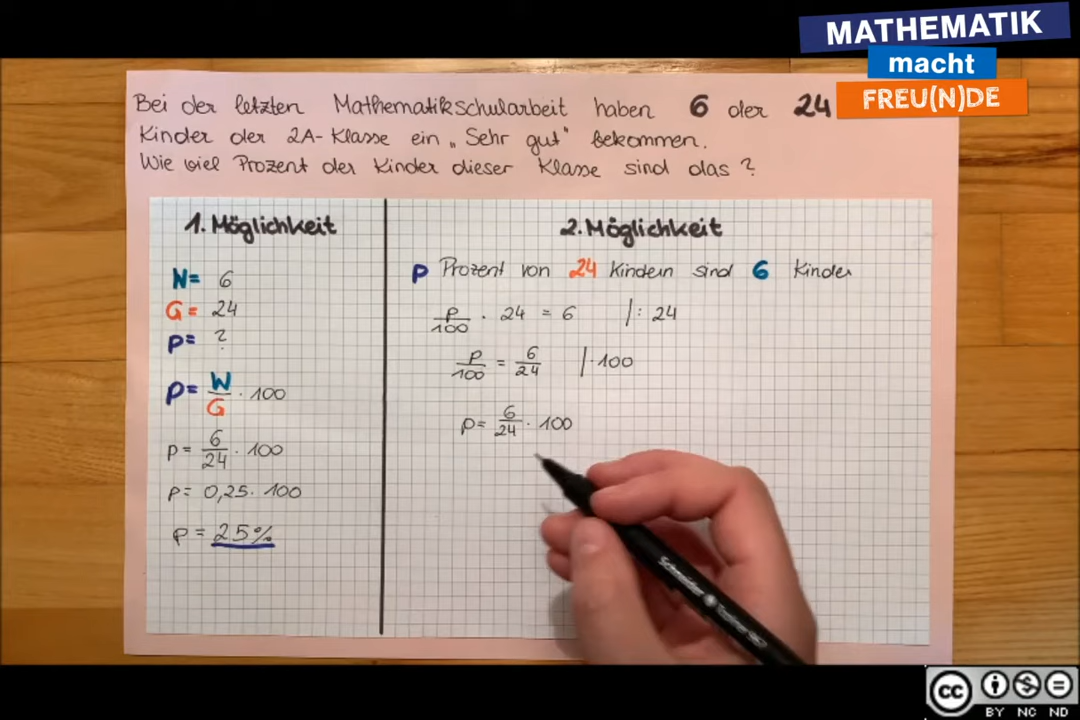 MATHEMATIK
macht
FREU(N)DE
Bei der letzten Mathematikschularbeit haben 6 der 24
Kinder der 2A-Klasse ein „Sehr gut" bekommen.
Wie viel Prozent der Kinder dieser Klasse sind das?
1. Möglichkeit
W= 6
G= 24
p= ?
p= W/G · 100
p= 6/24 · 100
p= 0,25 · 100
p= 25%
2. Möglichkeit
p Prozent von 24 Kindern sind 6 Kinder
p/100 · 24 = 6 |: 24
p/100 = 6/24 |·100
p= 6/24 · 100
Schneider
cc
BY NC ND